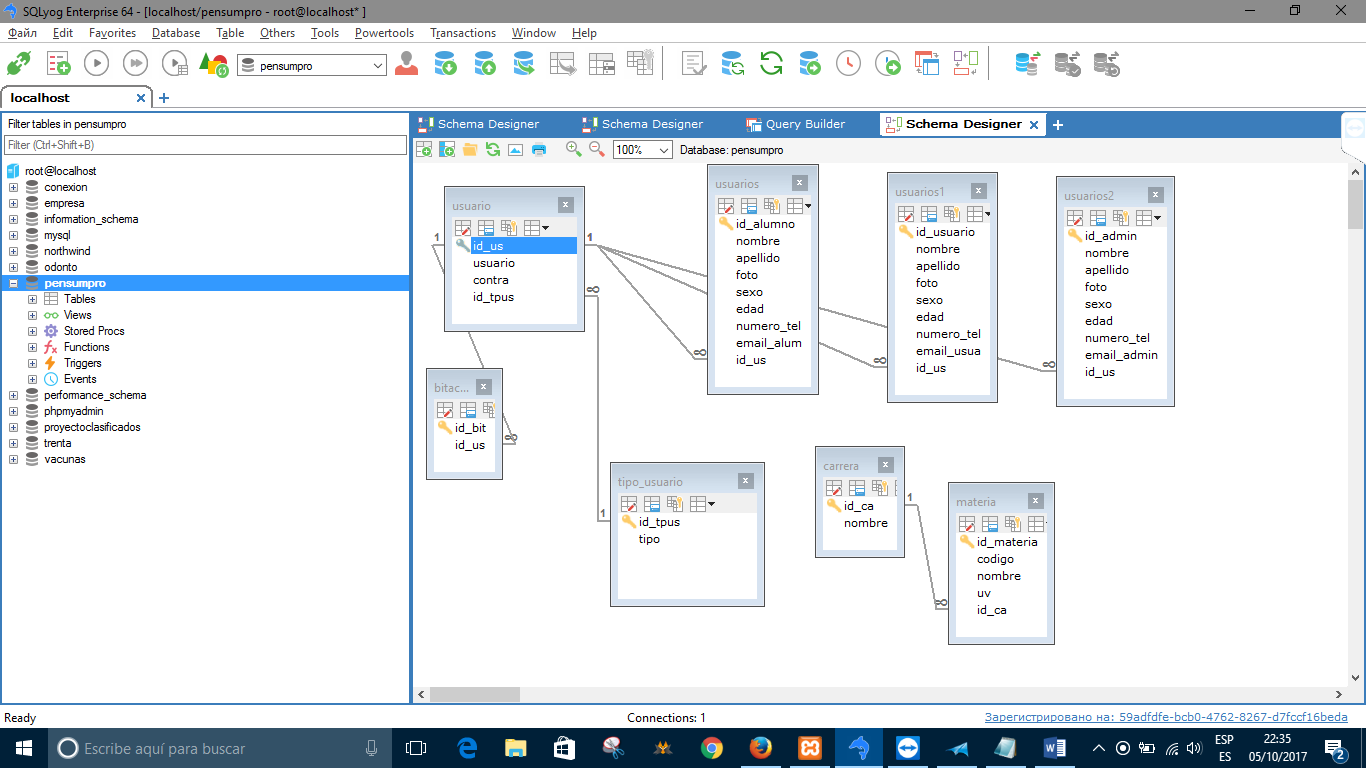 SQLyog Enterprise 64 - [localhost/pensumpro - root@localhost* ]
Файл Edit Favorites Database Table Others Tools Powertools Transactions Window Help
pensumpro
localhost
Filter tables in pensumpro
Filter (Ctrl+Shift+B)
root@localhost
conexion
empresa
information_schema
mysql
northwind
odonto
pensumpro
Tables
Views
Stored Procs
Functions
Triggers
Events
performance_schema
phpmyadmin
proyectoclasificados
trenta
vacunas
Schema Designer Schema Designer Query Builder Schema Designer
100% Database: pensumpro
usuario
id_us
usuario
contra
id_tpus
1
1
∞
usuarios
id_alumno
nombre
apellido
foto
sexo
edad
numero_tel
email_alum
id_us
∞
usuarios1
id_usuario
nombre
apellido
foto
sexo
edad
numero_tel
email_usua
id_us
∞
usuarios2
id_admin
nombre
apellido
foto
sexo
edad
numero_tel
email_admin
id_us
∞
bitac...
id_bit
id_us
∞
tipo_usuario
id_tpus
tipo
1
carrera
id_ca
nombre
1
materia
id_materia
codigo
nombre
uv
id_ca
∞
Ready Connections: 1 Зарегистрировано на: 59adfdfe-bcb0-4762-8267-d7fccf16beda
Escribe aquí para buscar
ESP
ES
22:35
05/10/2017
2